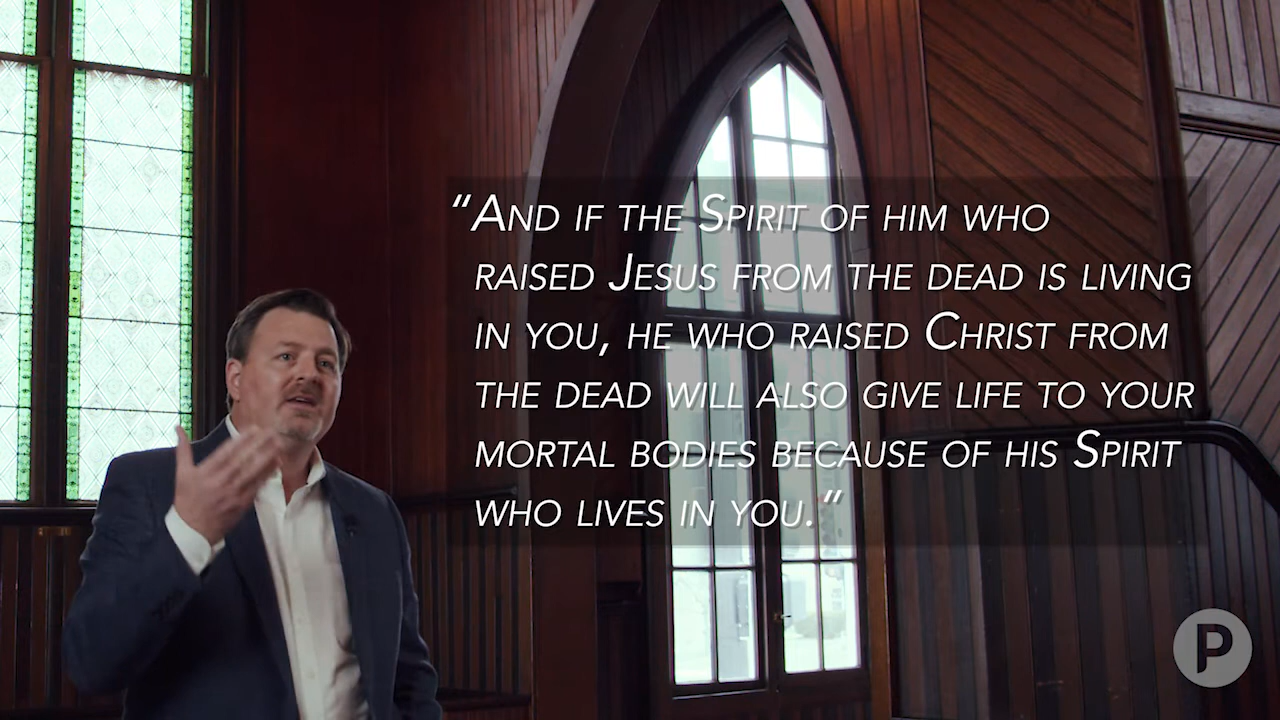 “And if the Spirit of him who
raised Jesus from the dead is living
in you, he who raised Christ from
the dead will also give life to your
mortal bodies because of his Spirit
who lives in you.”
P